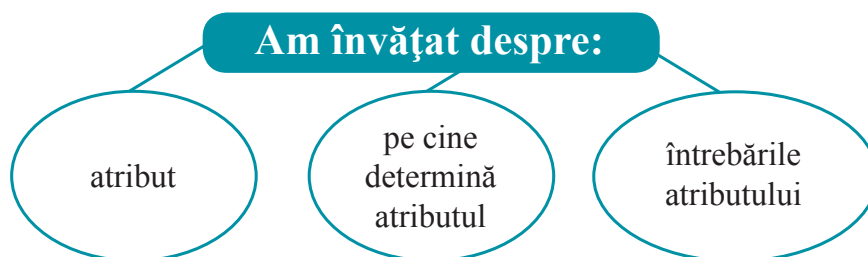 Am învăţat despre:
atribut
pe cine
determină
atributul
întrebările
atributului